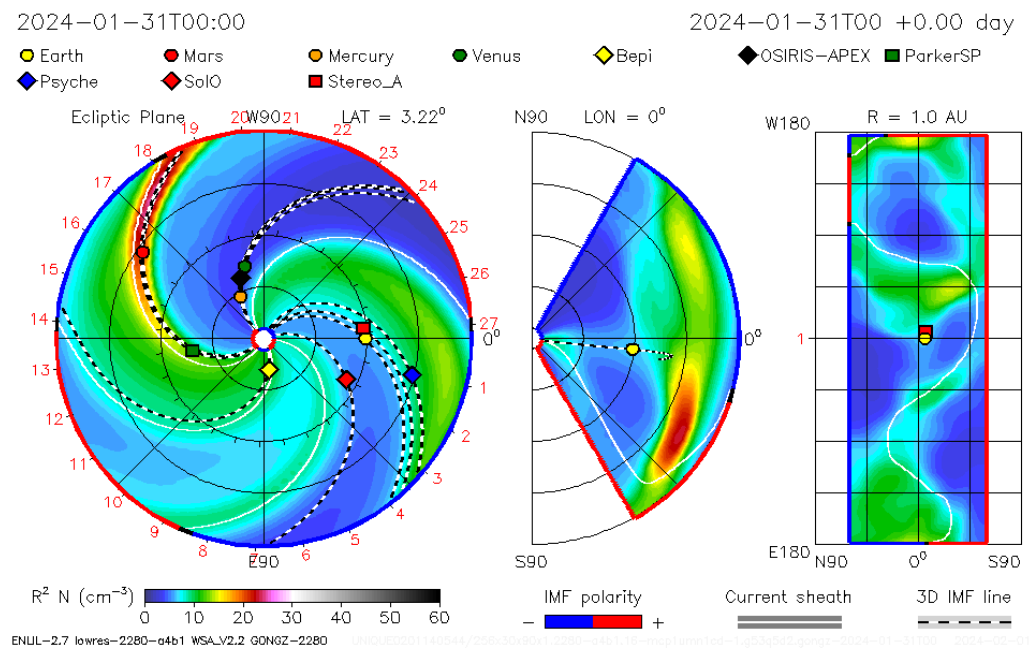 2024-01-31T00:00 2024-01-31T00 +0.00 day
Earth Mars Mercury Venus Bepi OSIRIS-APEX ParkerSP
Psyche SolO Stereo_A
Ecliptic Plane W90 LAT = 3.22° N90 LON = 0° W180 R = 1.0 AU
19 20 21 22
18 23
17 24
16 25
15 26
14 27
0° 0° 1
13 1
12 2
11 3
10 4
9 8 7 6 5
E90 S90 E180 N90 0° S90
R² N (cm⁻³)
0 10 20 30 40 50 60
IMF polarity
- +
Current sheath
3D IMF line
ENLIL-2.7 lowres-2280-a4b1 WSA_V2.2 GONGZ-2280